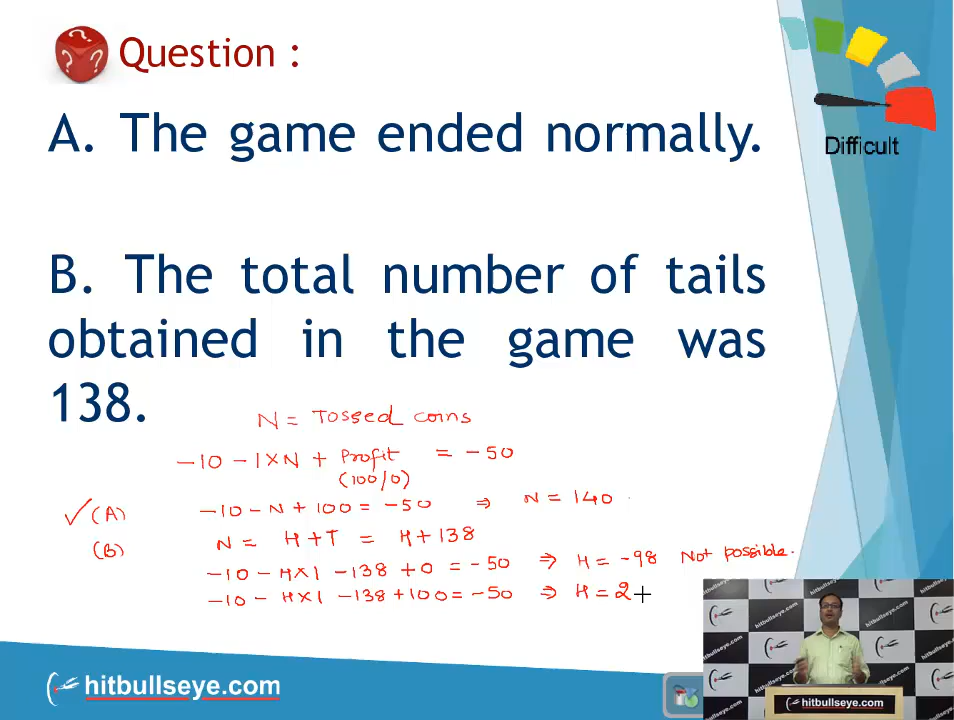 Question :
A. The game ended normally.
Difficult
B. The total number of tails
obtained in the game was
138.
N = Tossed coins
-10 - 1×N + Profit = -50
(100/0)
✓(A) -10 - N + 100 = -50 ⇒ N = 140
(B) N = H+T = H+138
-10 - H×1 - 138 + 0 = -50 ⇒ H = -98 Not possible.
-10 - H×1 - 138 + 100 = -50 ⇒ H = 2
hitbullseye.com
hitbullseye.com